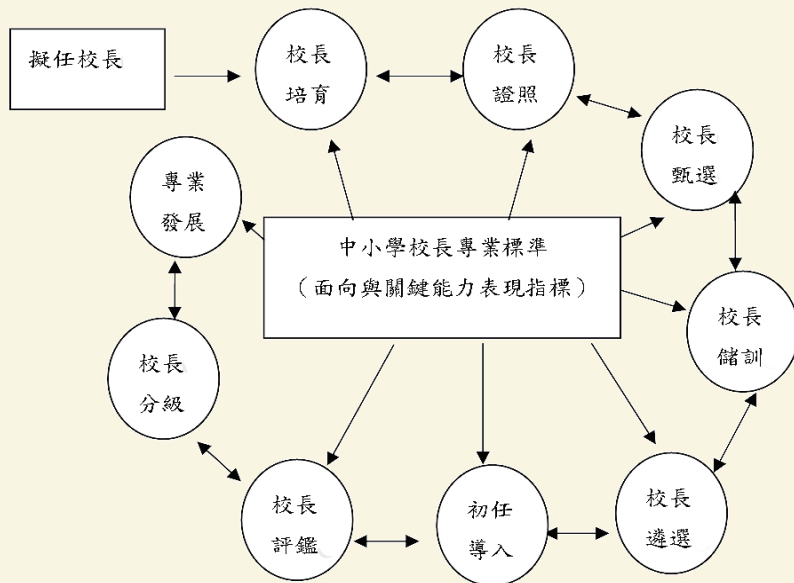 擬任校長
校長
培育
校長
證照
校長
甄選
專業
發展
中小學校長專業標準
（面向與關鍵能力表現指標）
校長
儲訓
校長
分級
校長
評鑑
初任
導入
校長
遴選